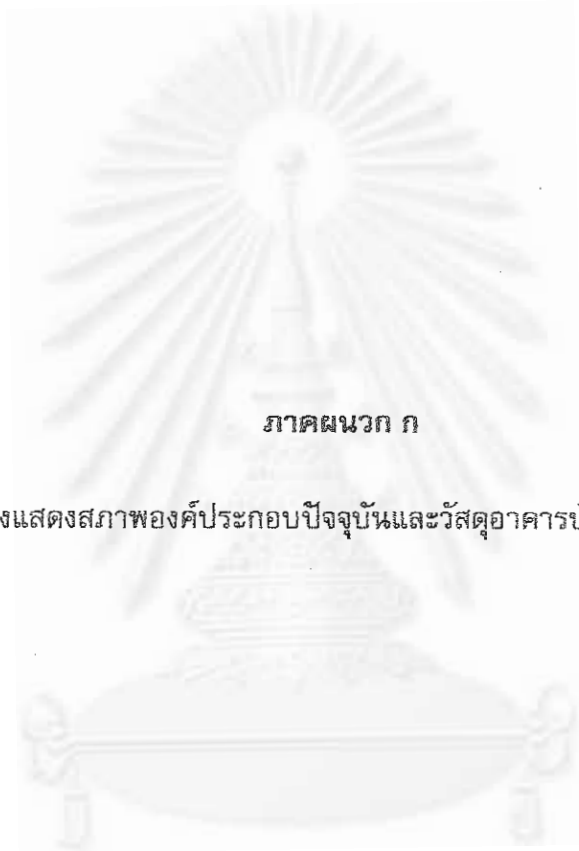 ภาคผนวก ก
งแสดงสภาพองค์ประกอบปัจจุบันและวัสดุอาคาร